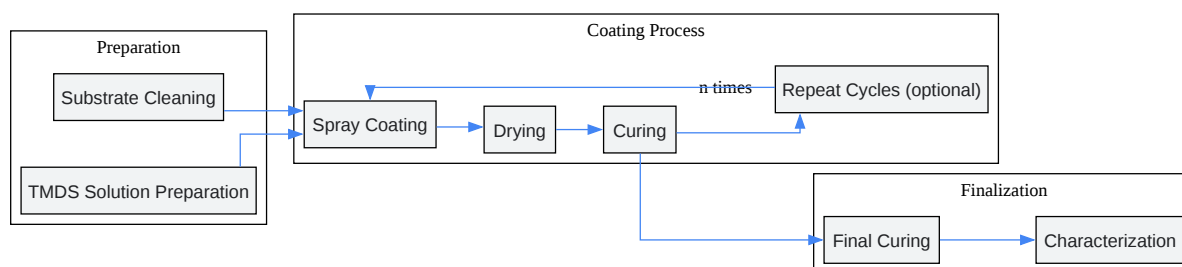 Preparation
Substrate Cleaning
TMDS Solution Preparation
Coating Process
Spray Coating
Drying
Curing
n times
Repeat Cycles (optional)
Finalization
Final Curing
Characterization